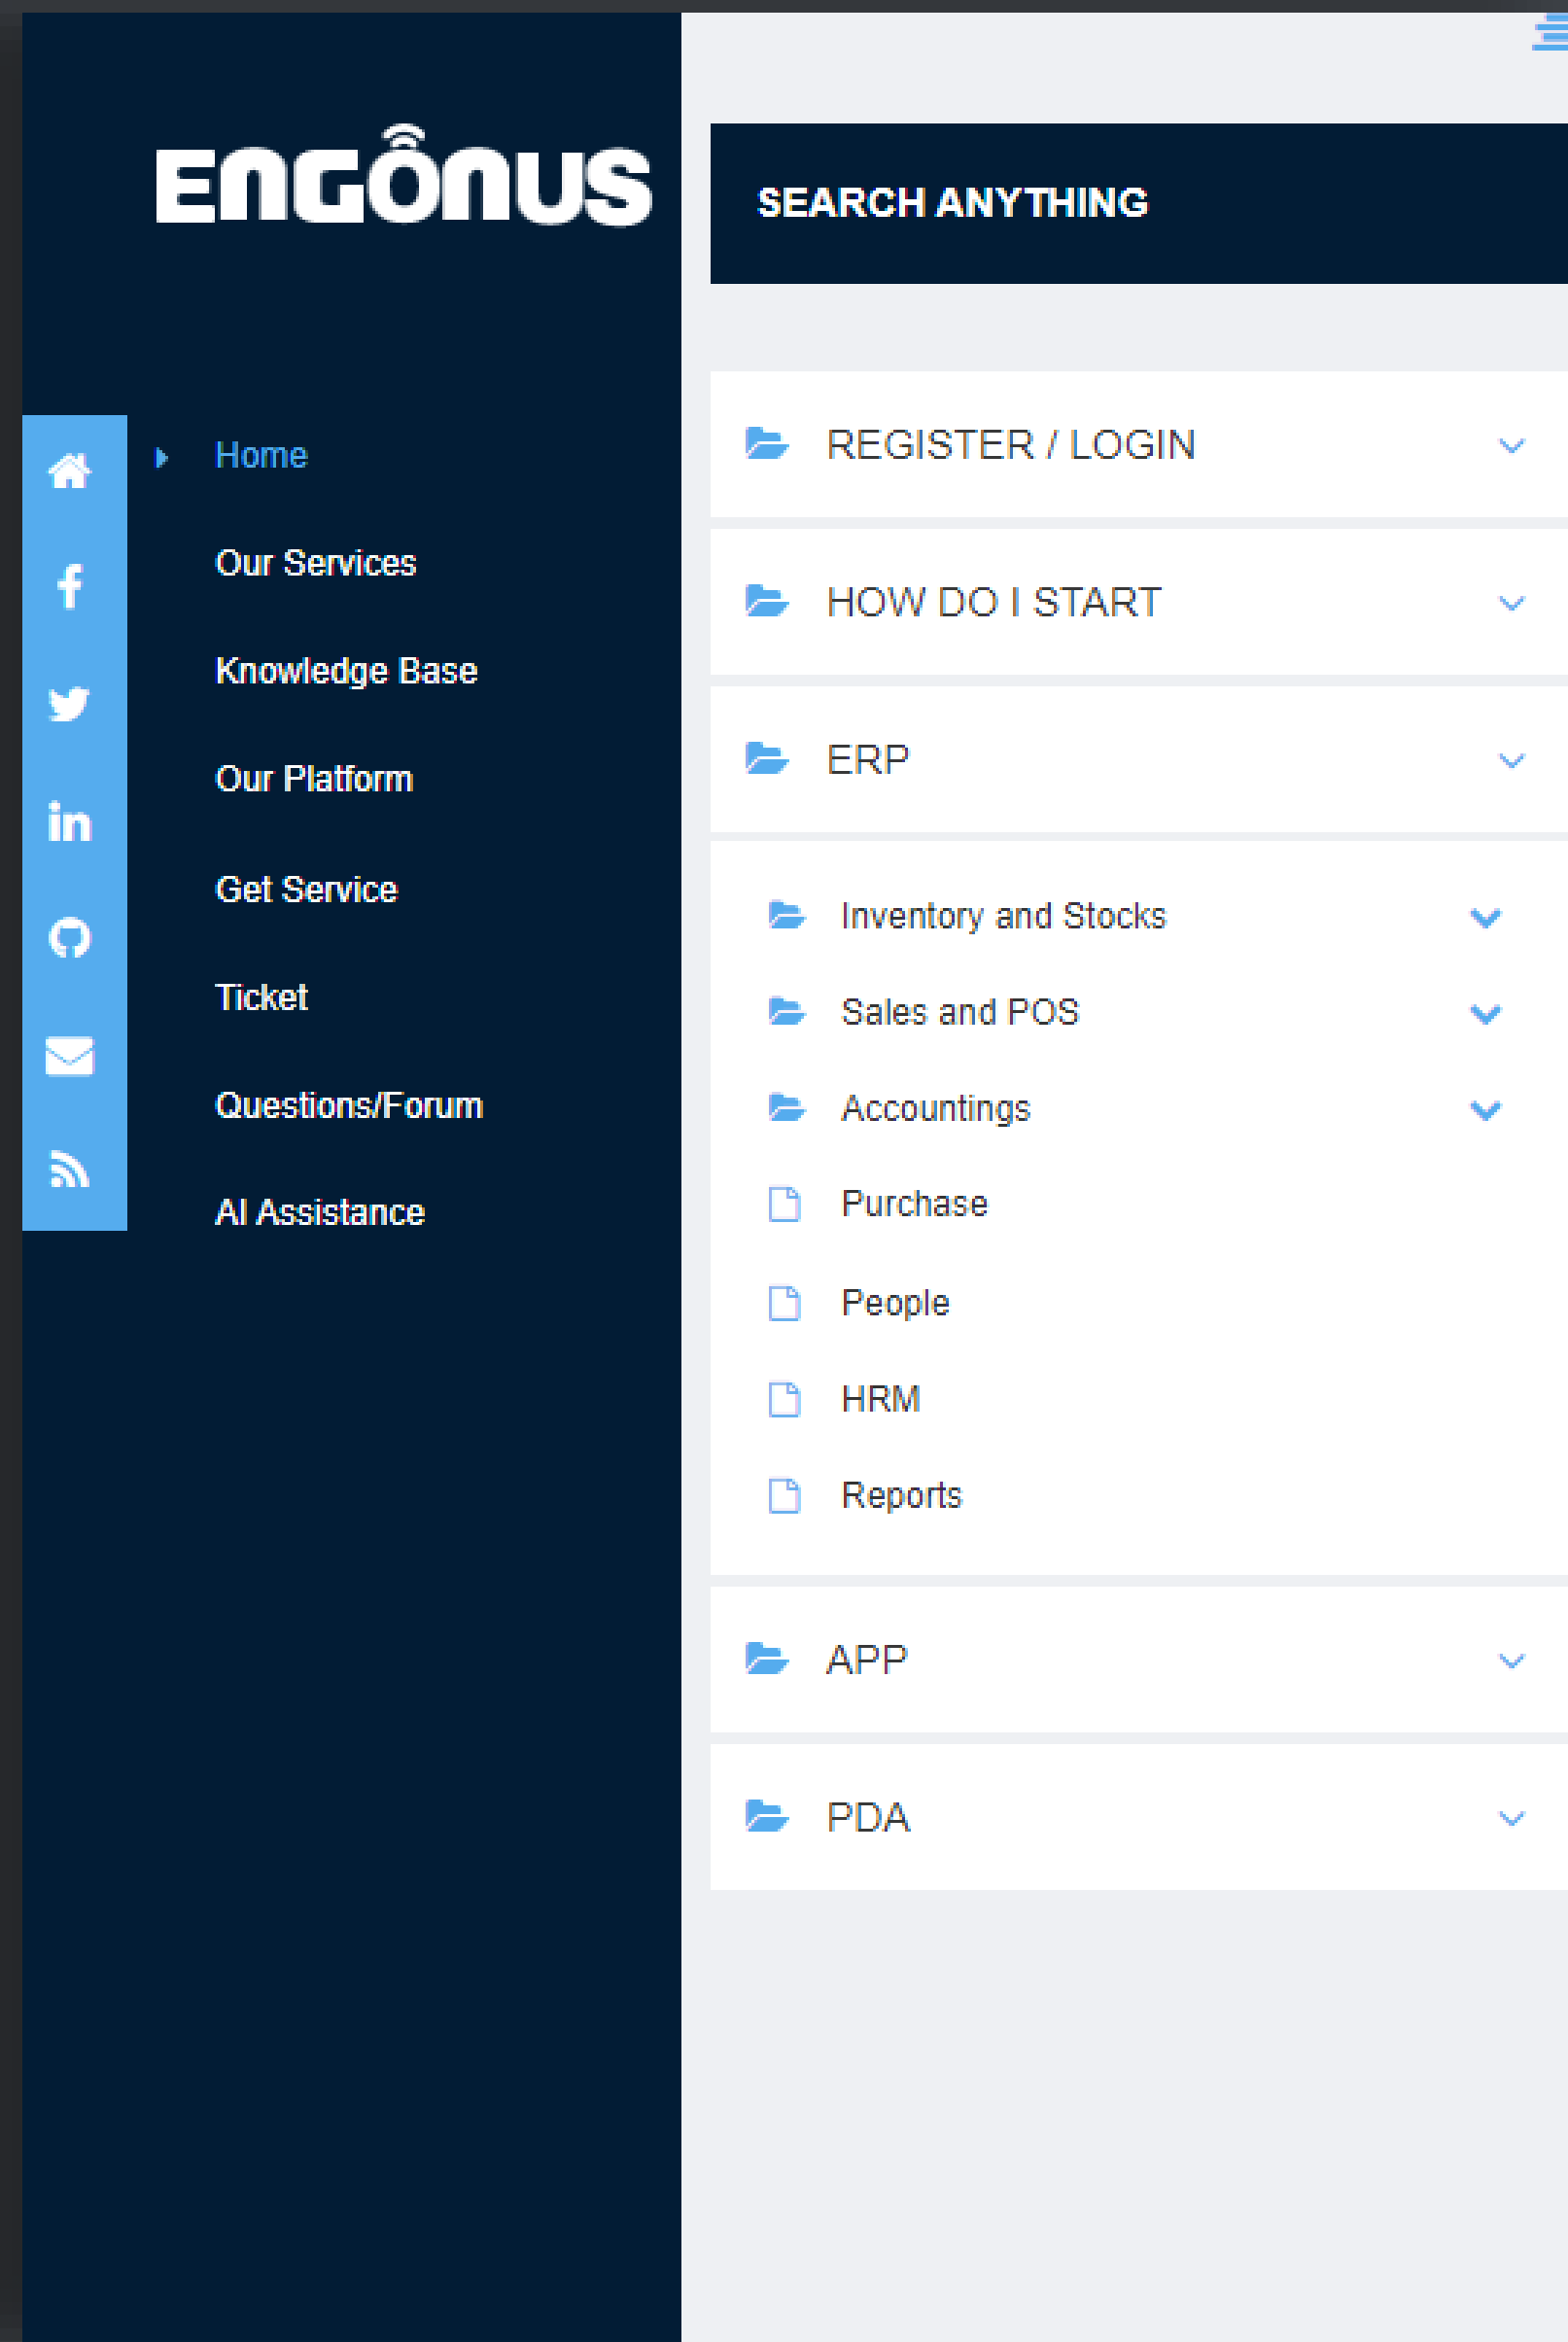 ENGÔNUS
Home
Our Services
Knowledge Base
Our Platform
Get Service
Ticket
Questions/Forum
AI Assistance
SEARCH ANYTHING
REGISTER / LOGIN
HOW DO I START
ERP
Inventory and Stocks
Sales and POS
Accountings
Purchase
People
HRM
Reports
APP
PDA